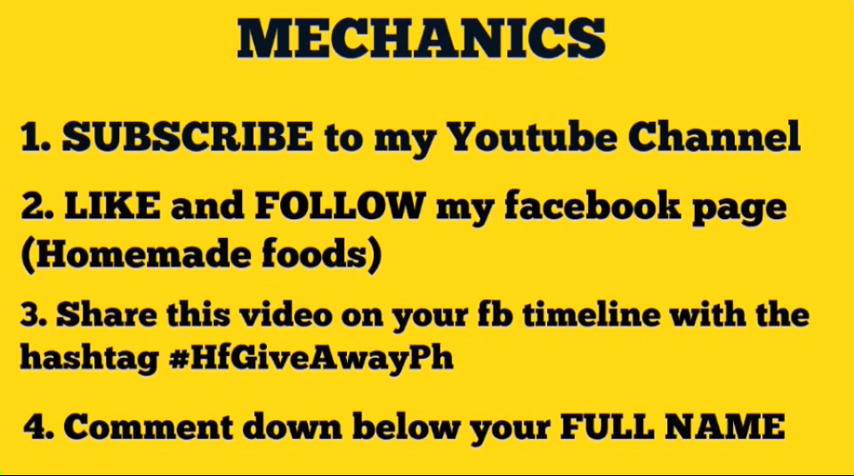 MECHANICS
1. SUBSCRIBE to my Youtube Channel
2. LIKE and FOLLOW my facebook page
(Homemade foods)
3. Share this video on your fb timeline with the
hashtag #HfGiveAwayPh
4. Comment down below your FULL NAME